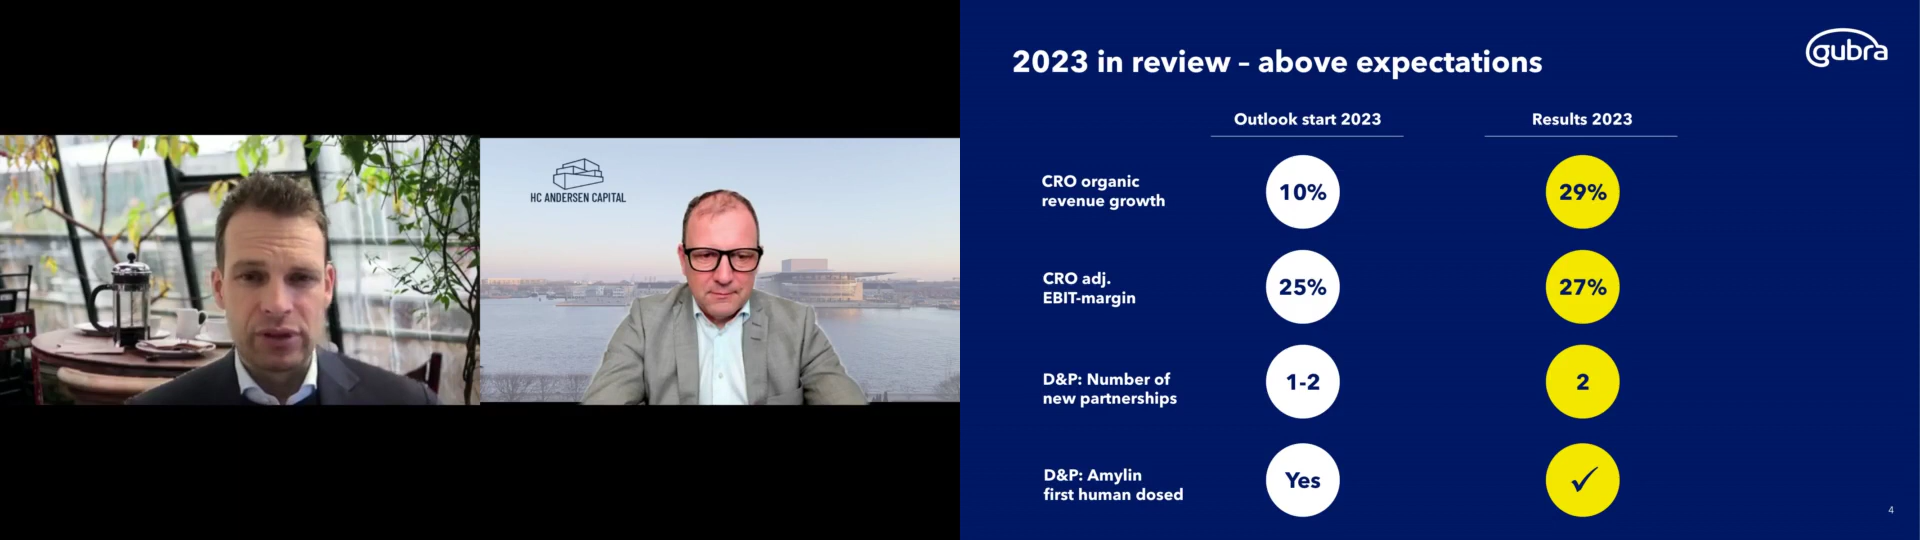 HC ANDERSEN CAPITAL
gubra
2023 in review – above expectations
Outlook start 2023
Results 2023
CRO organic
revenue growth
10%
29%
CRO adj.
EBIT-margin
25%
27%
D&P: Number of
new partnerships
1-2
2
D&P: Amylin
first human dosed
Yes
✓
4